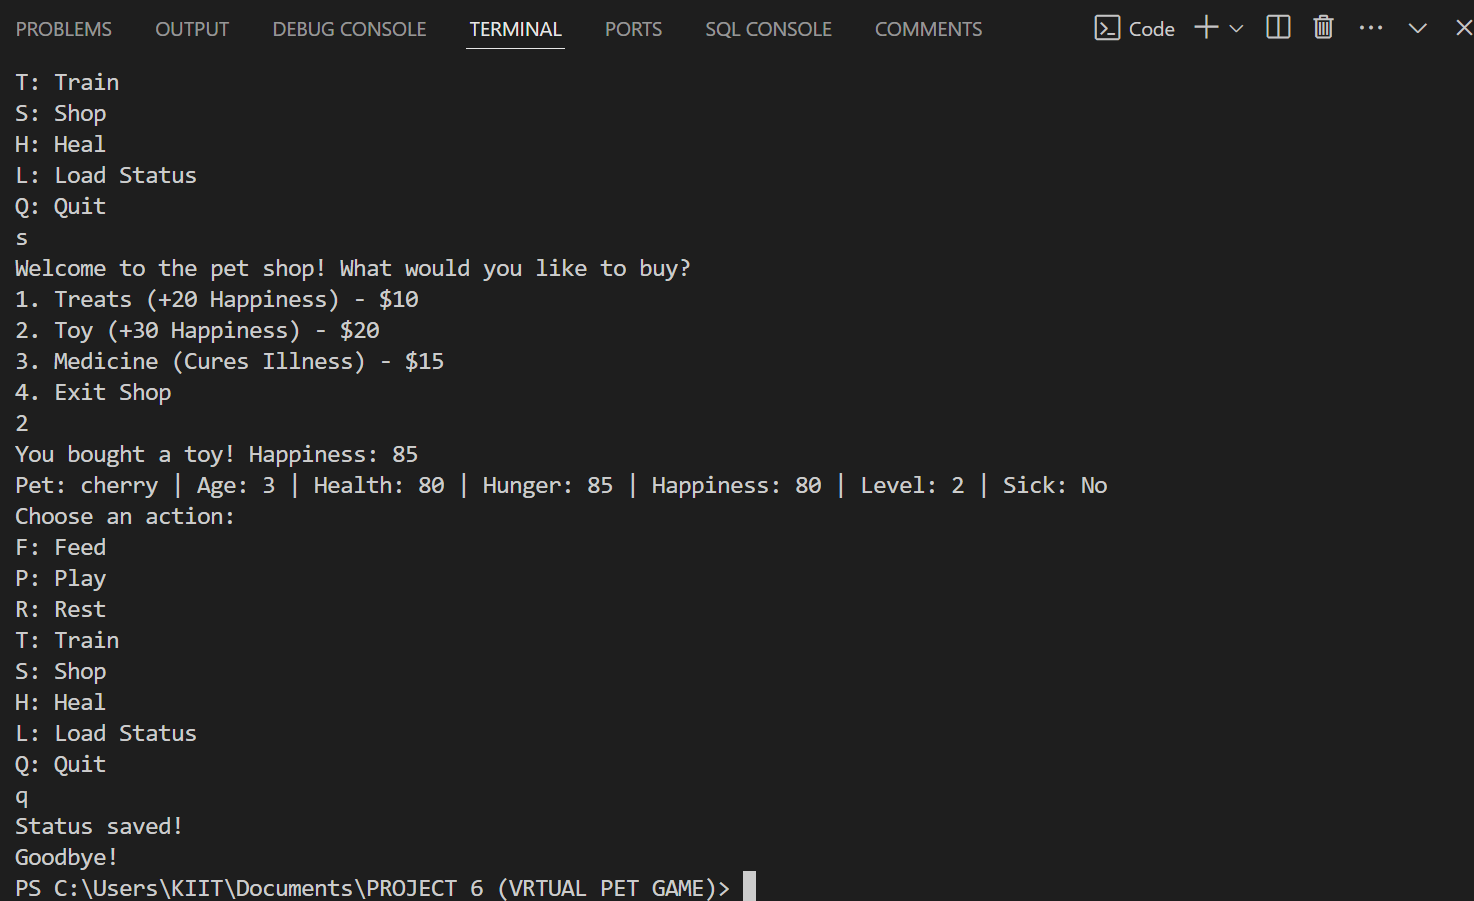 PROBLEMS OUTPUT DEBUG CONSOLE TERMINAL PORTS SQL CONSOLE COMMENTS Code
T: Train
S: Shop
H: Heal
L: Load Status
Q: Quit
s
Welcome to the pet shop! What would you like to buy?
1. Treats (+20 Happiness) - $10
2. Toy (+30 Happiness) - $20
3. Medicine (Cures Illness) - $15
4. Exit Shop
2
You bought a toy! Happiness: 85
Pet: cherry | Age: 3 | Health: 80 | Hunger: 85 | Happiness: 80 | Level: 2 | Sick: No
Choose an action:
F: Feed
P: Play
R: Rest
T: Train
S: Shop
H: Heal
L: Load Status
Q: Quit
q
Status saved!
Goodbye!
PS C:\Users\KIIT\Documents\PROJECT 6 (VRTUAL PET GAME)>